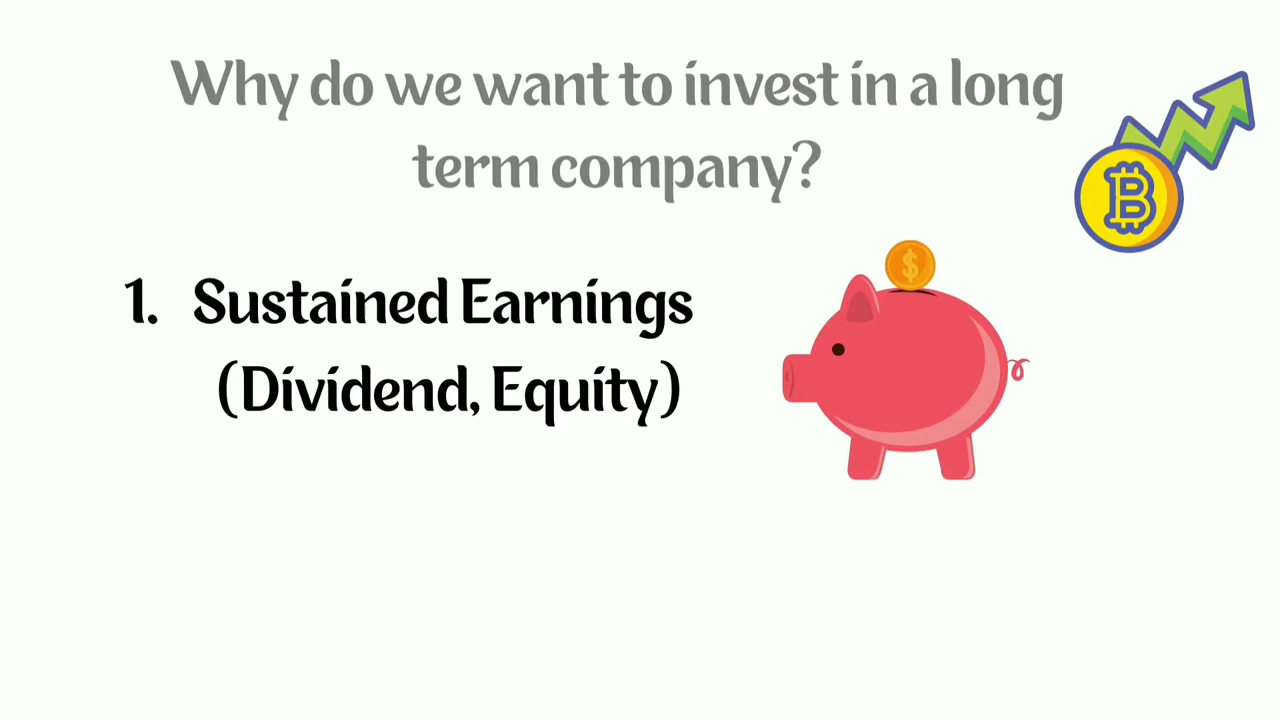 Why do we want to invest in a long
term company?
1. Sustained Earnings
(Dividend, Equity)